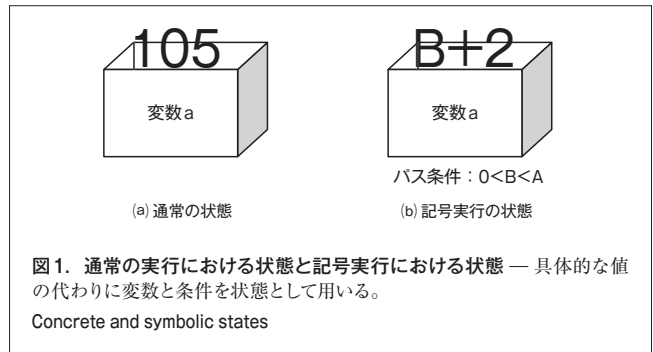 105
変数a
(a) 通常の状態
B+2
変数a
パス条件：0<B<A
(b) 記号実行の状態
図1. 通常の実行における状態と記号実行における状態 ― 具体的な値
の代わりに変数と条件を状態として用いる。
Concrete and symbolic states